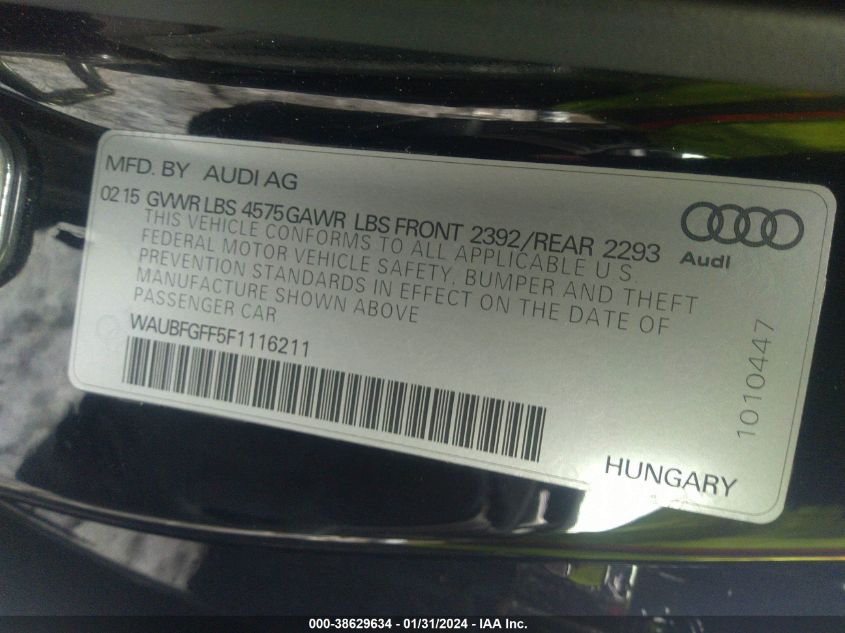 MFD. BY AUDI AG
02 15 GVWR LBS 4575 GAWR LBS FRONT 2392/REAR 2293
THIS VEHICLE CONFORMS TO ALL APPLICABLE U S
FEDERAL MOTOR VEHICLE SAFETY, BUMPER AND THEFT
PREVENTION STANDARDS IN EFFECT ON THE DATE OF
MANUFACTURE SHOWN ABOVE
PASSENGER CAR
WAUBFGFF5F1116211
Audi
1010447
HUNGARY
000-38629634 - 01/31/2024 - IAA Inc.